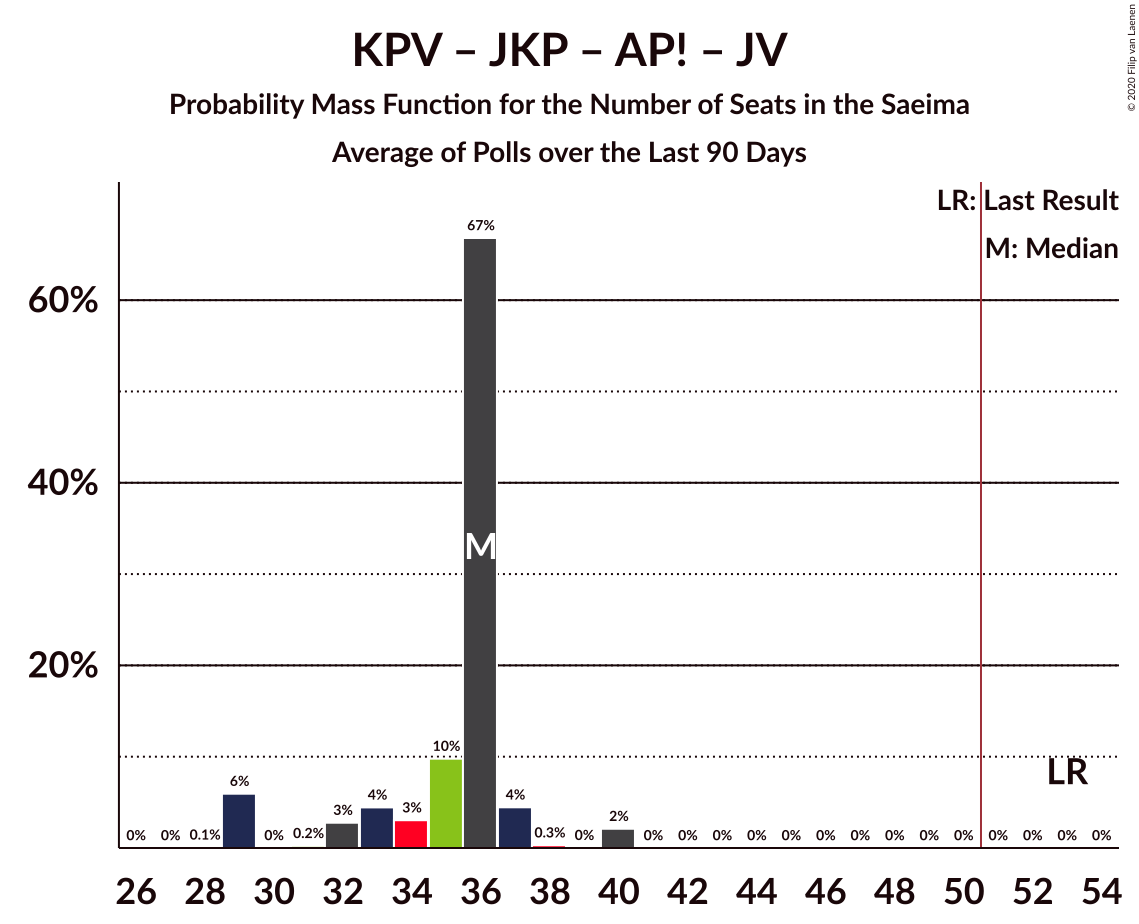 KPV – JKP – AP! – JV
Probability Mass Function for the Number of Seats in the Saeima
Average of Polls over the Last 90 Days
© 2020 Filip van Laenen
LR: Last Result
M: Median
67%
60%
M
40%
20%
10%
LR
6%
4%
3%
3%
4%
2%
0% 0% 0.1% 0% 0.2% 0.3% 0% 0% 0% 0% 0% 0% 0% 0% 0% 0% 0% 0% 0% 0%
26 28 30 32 34 36 38 40 42 44 46 48 50 52 54